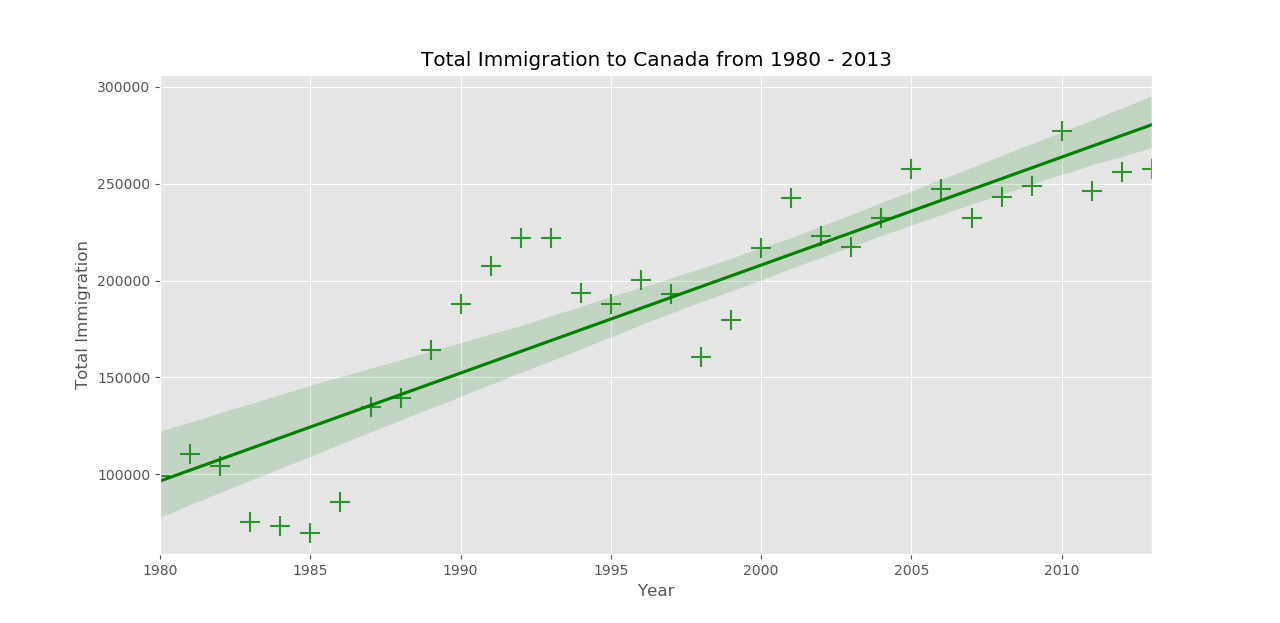 Total Immigration to Canada from 1980 - 2013
Total Immigration
300000
250000
200000
150000
100000
1980 1985 1990 1995 2000 2005 2010
Year